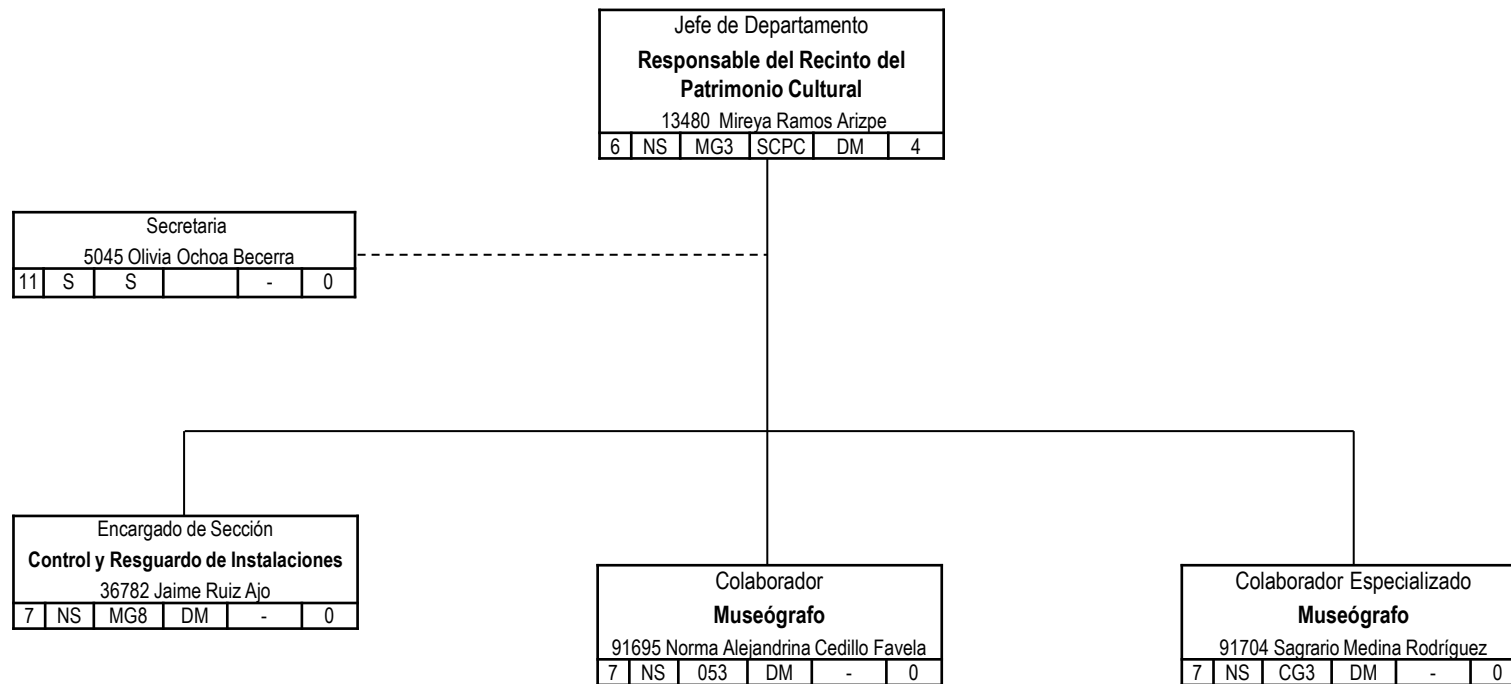 Jefe de Departamento
Responsable del Recinto del
Patrimonio Cultural
13480 Mireya Ramos Arizpe
6 NS MG3 SCPC DM 4
Secretaria
5045 Olivia Ochoa Becerra
11 S S - 0
Encargado de Sección
Control y Resguardo de Instalaciones
36782 Jaime Ruiz Ajo
7 NS MG8 DM - 0
Colaborador
Museógrafo
91695 Norma Alejandrina Cedillo Favela
7 NS 053 DM - 0
Colaborador Especializado
Museógrafo
91704 Sagrario Medina Rodríguez
7 NS CG3 DM - 0